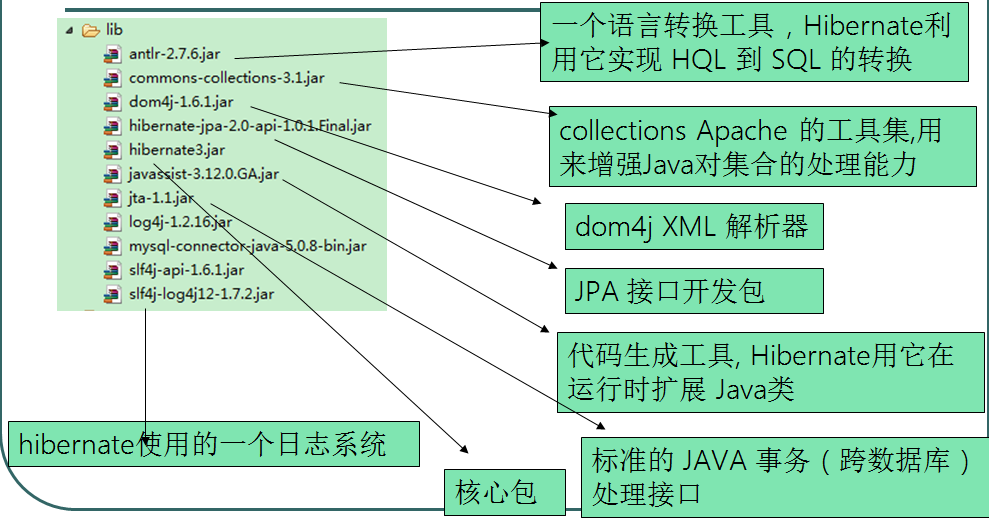 lib
antlr-2.7.6.jar
commons-collections-3.1.jar
dom4j-1.6.1.jar
hibernate-jpa-2.0-api-1.0.1.Final.jar
hibernate3.jar
javassist-3.12.0.GA.jar
jta-1.1.jar
log4j-1.2.16.jar
mysql-connector-java-5.0.8-bin.jar
slf4j-api-1.6.1.jar
slf4j-log4j12-1.7.2.jar
一个语言转换工具，Hibernate利
用它实现 HQL 到 SQL 的转换
collections Apache 的工具集,用
来增强Java对集合的处理能力
dom4j XML 解析器
JPA 接口开发包
代码生成工具, Hibernate用它在
运行时扩展 Java类
标准的 JAVA 事务（跨数据库）
处理接口
核心包
hibernate使用的一个日志系统